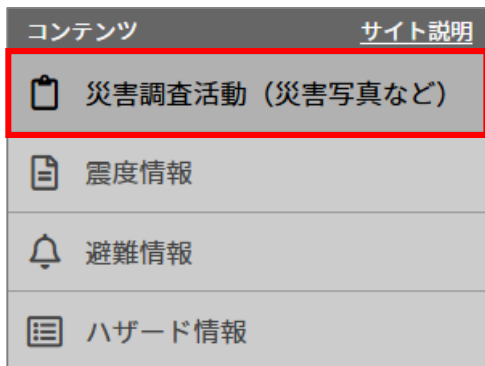 コンテンツ サイト説明
災害調査活動（災害写真など）
震度情報
避難情報
ハザード情報